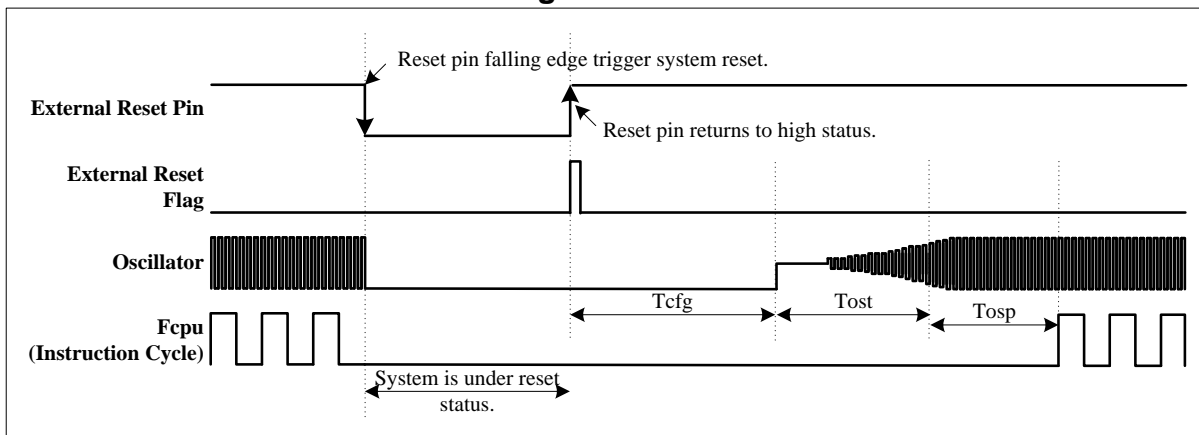 Reset pin falling edge trigger system reset.
External Reset Pin
Reset pin returns to high status.
External Reset
Flag
Oscillator
Tcfg
Tost
Tosp
Fcpu
(Instruction Cycle)
System is under reset
status.